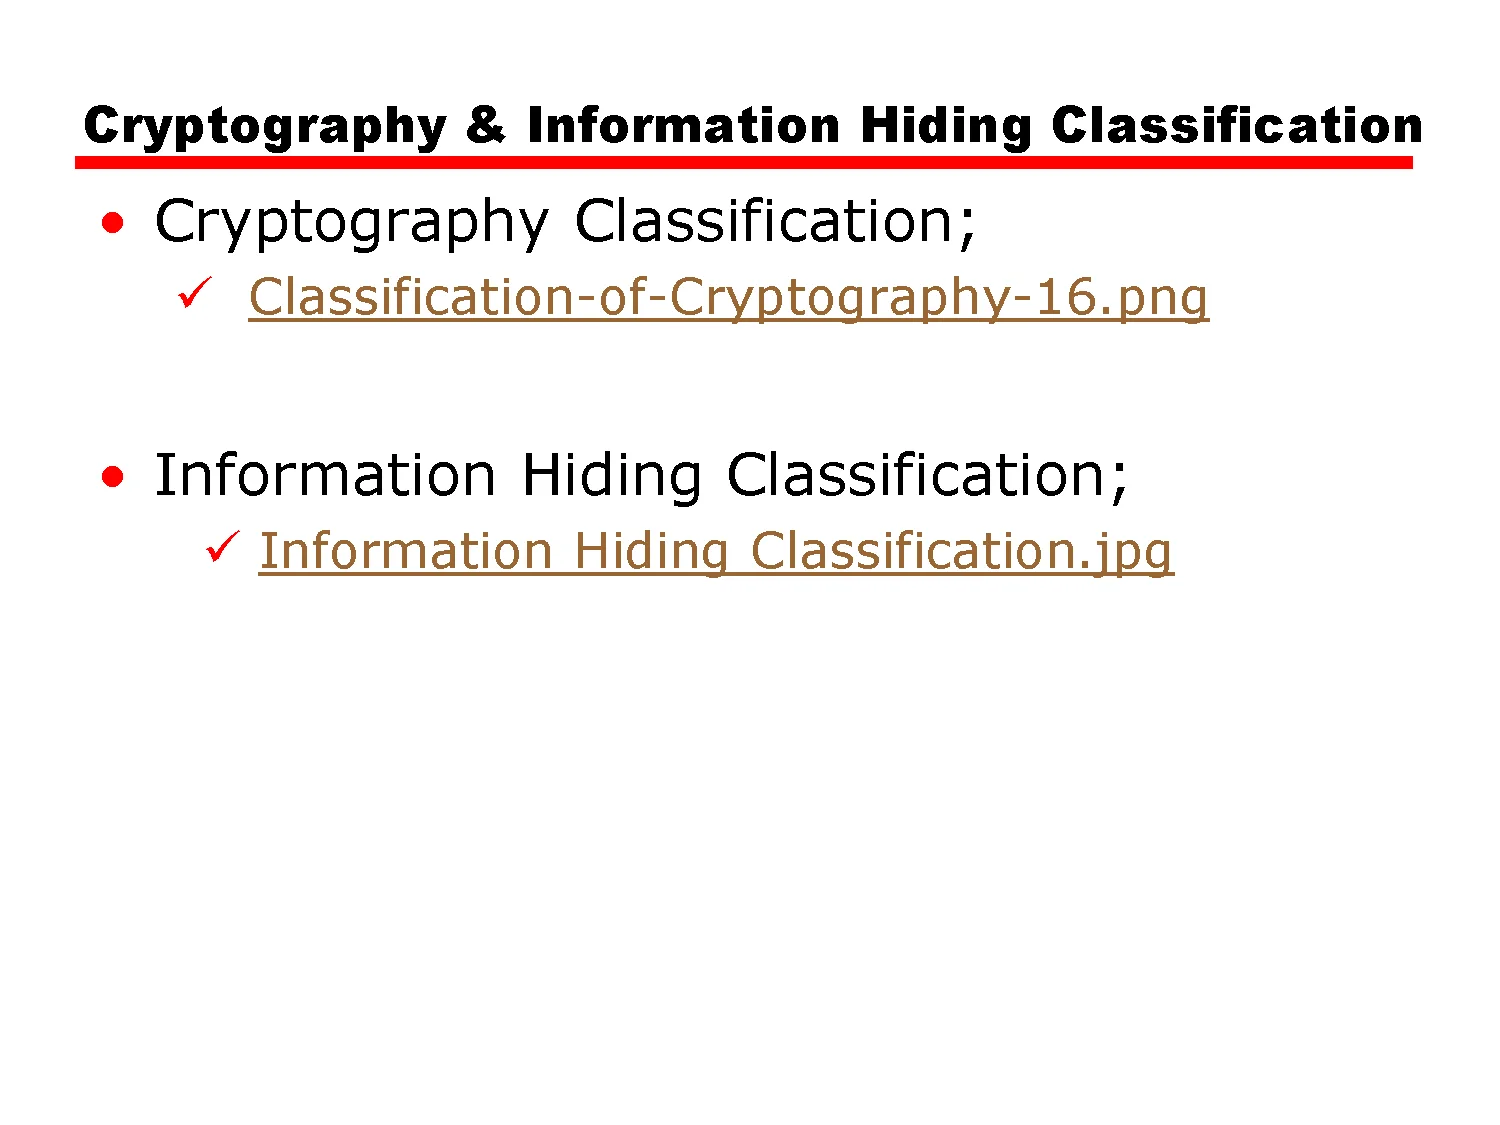 Cryptography & Information Hiding Classification
• Cryptography Classification;
✓ Classification-of-Cryptography-16.png
• Information Hiding Classification;
✓ Information Hiding Classification.jpg